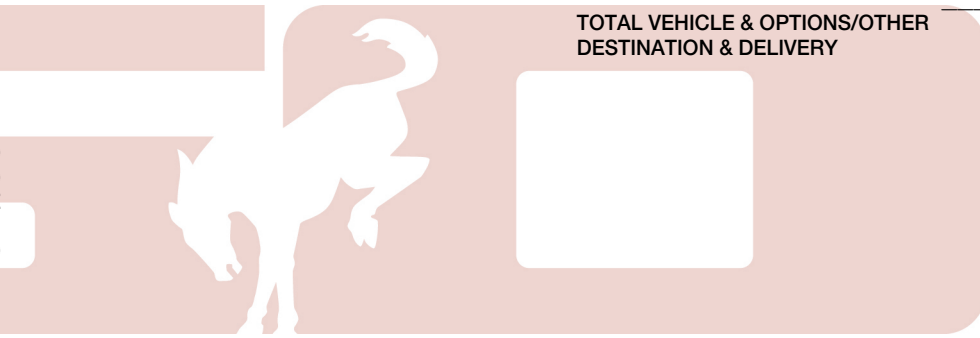 TOTAL VEHICLE & OPTIONS/OTHER
DESTINATION & DELIVERY